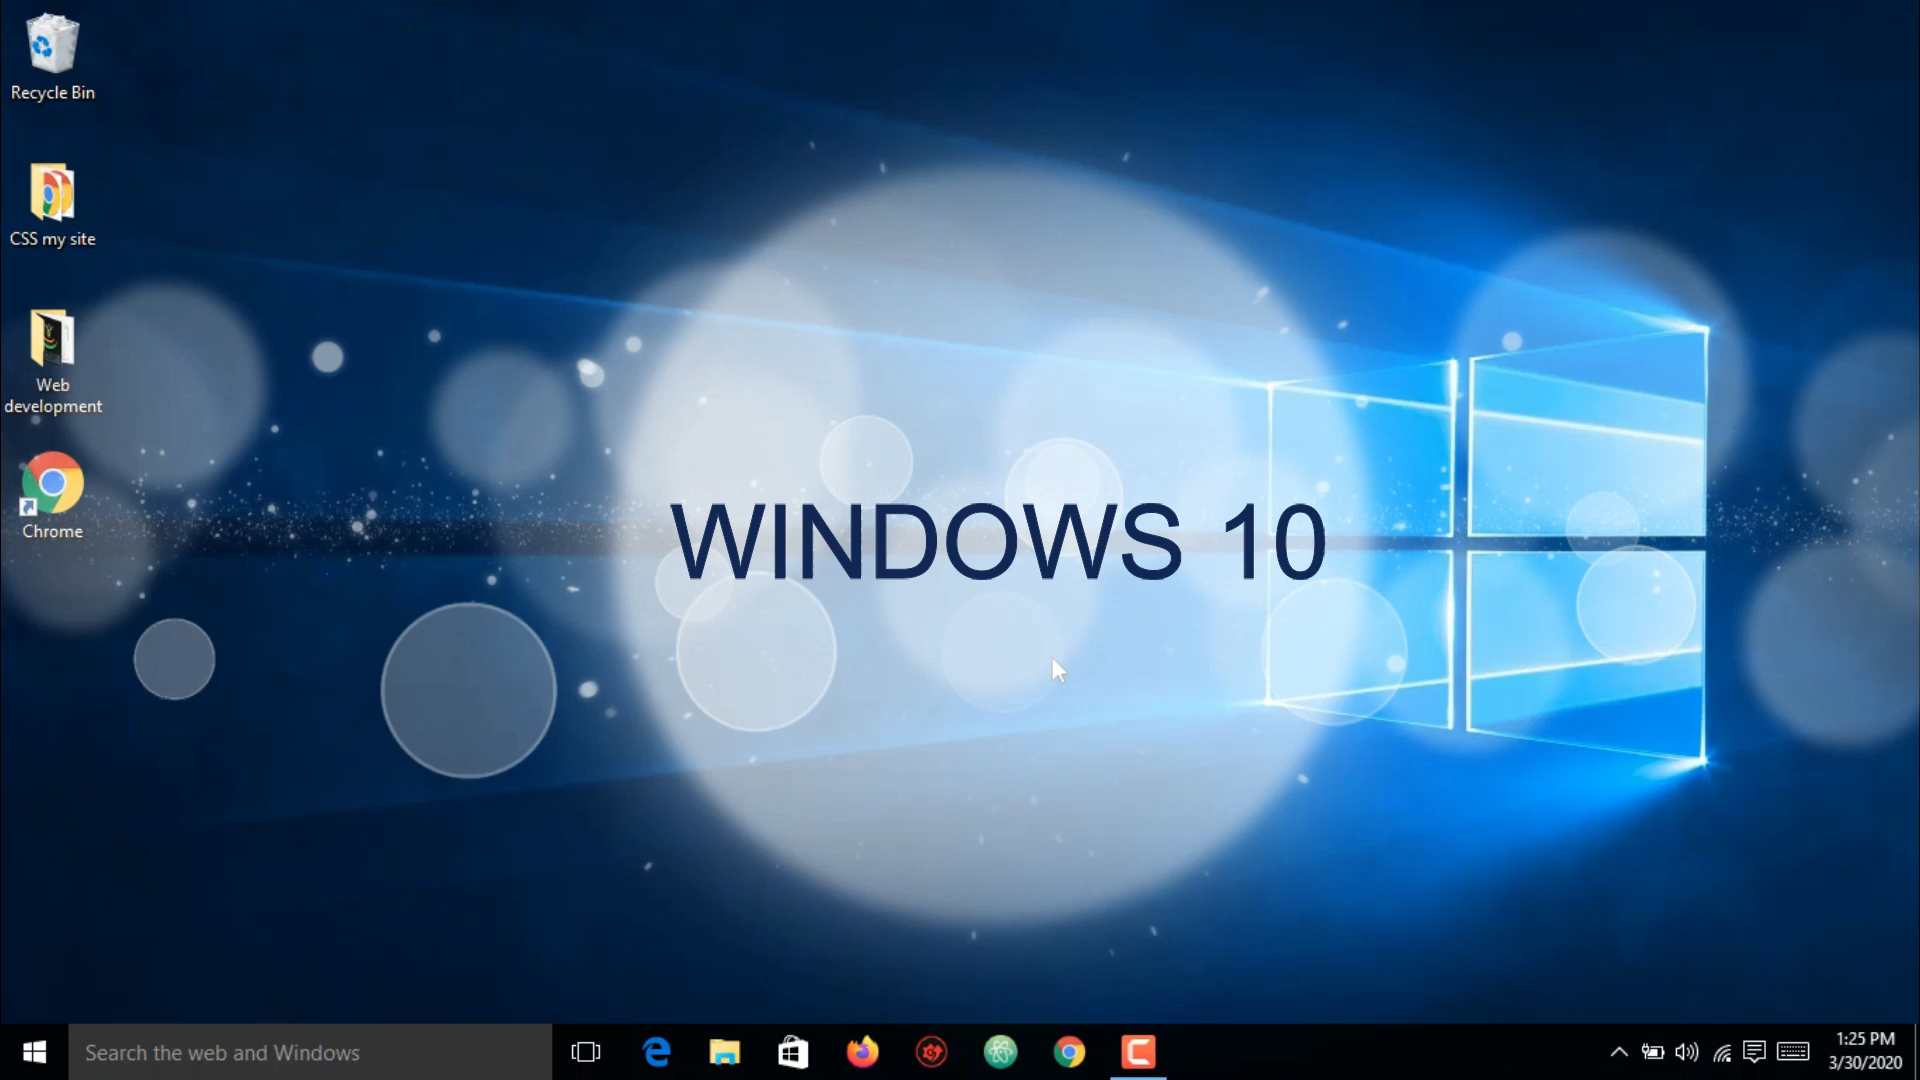 Recycle Bin
CSS my site
Web
development
Chrome
WINDOWS 10
Search the web and Windows
1:25 PM
3/30/2020